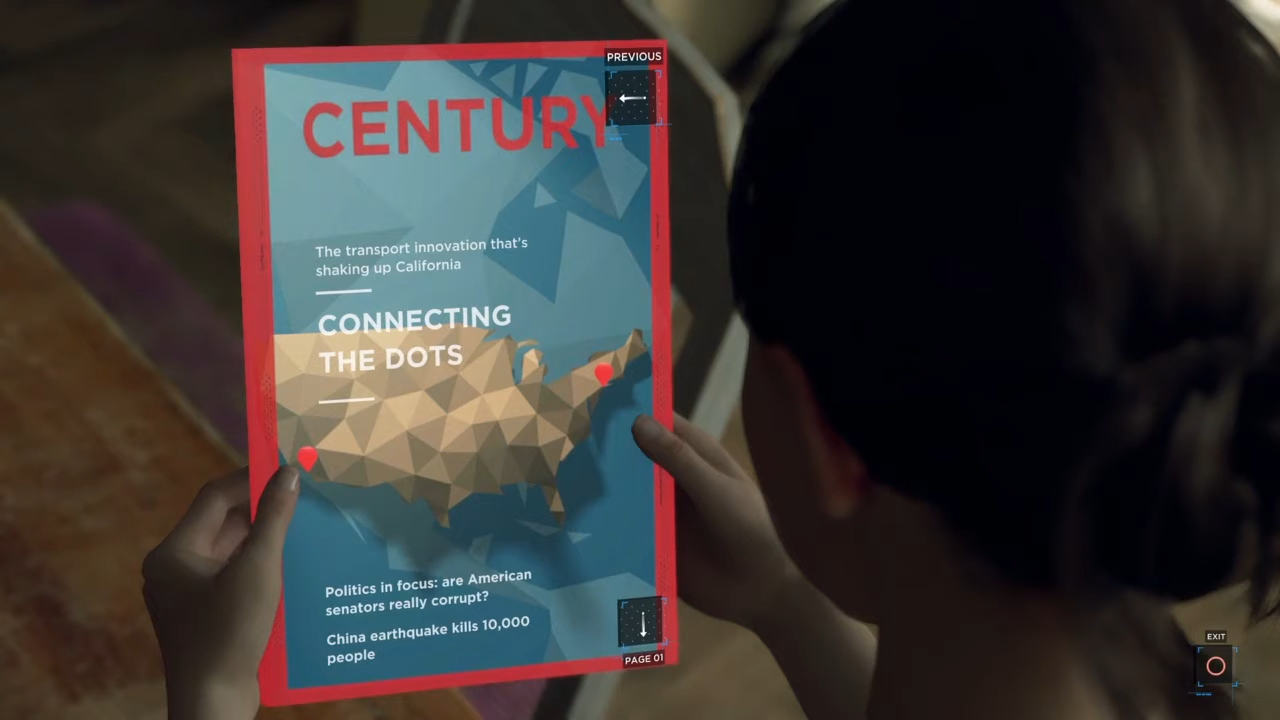 PREVIOUS
CENTURY
The transport innovation that's
shaking up California
CONNECTING
THE DOTS
Politics in focus: are American
senators really corrupt?
China earthquake kills 10,000
people
PAGE 01
EXIT